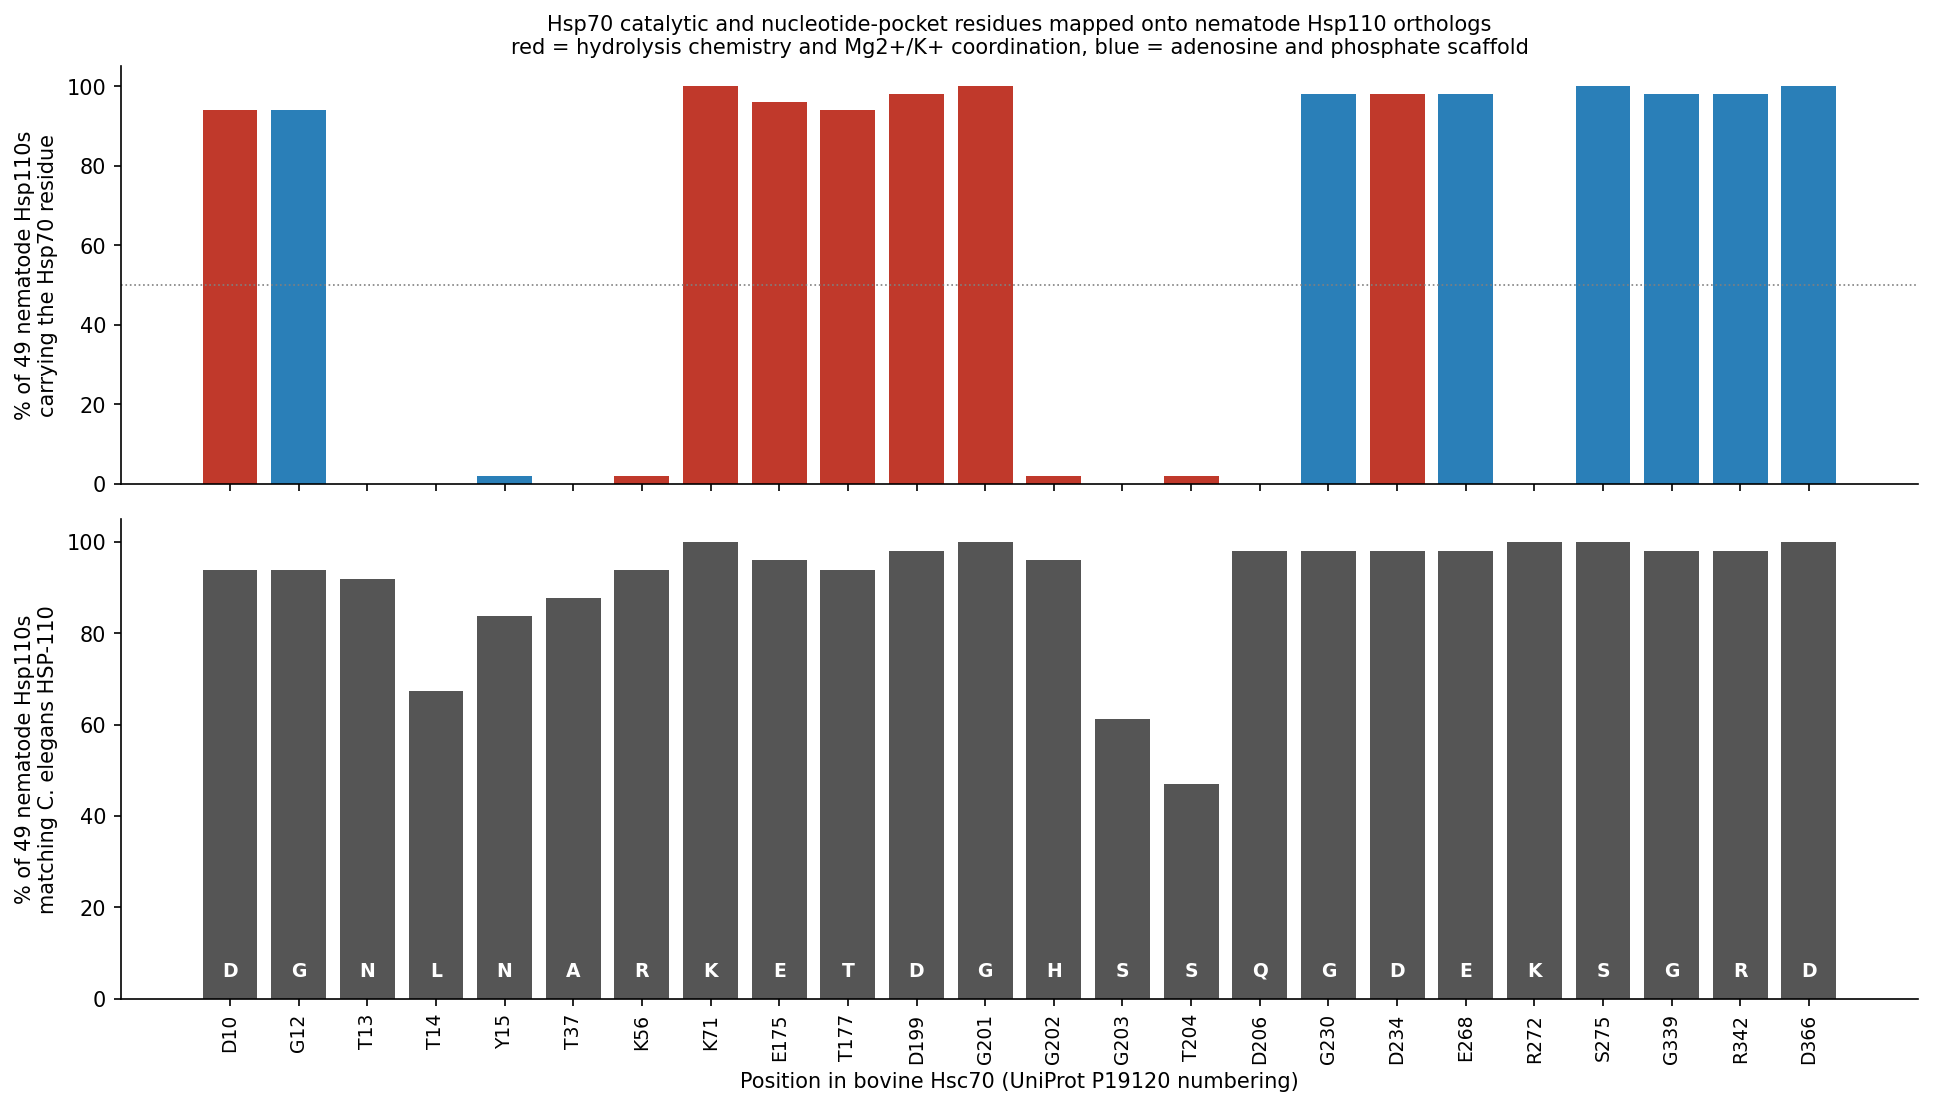 Hsp70 catalytic and nucleotide-pocket residues mapped onto nematode Hsp110 orthologs
red = hydrolysis chemistry and Mg2+/K+ coordination, blue = adenosine and phosphate scaffold
% of 49 nematode Hsp110s
carrying the Hsp70 residue
100
80
60
40
20
0
% of 49 nematode Hsp110s
matching C. elegans HSP-110
100
80
60
40
20
0
D G N L N A R K E T D G H S S Q G D E K S G R D
D10 G12 T13 T14 Y15 T37 K56 K71 E175 T177 D199 G201 G202 G203 T204 D206 G230 D234 E268 R272 S275 G339 R342 D366
Position in bovine Hsc70 (UniProt P19120 numbering)